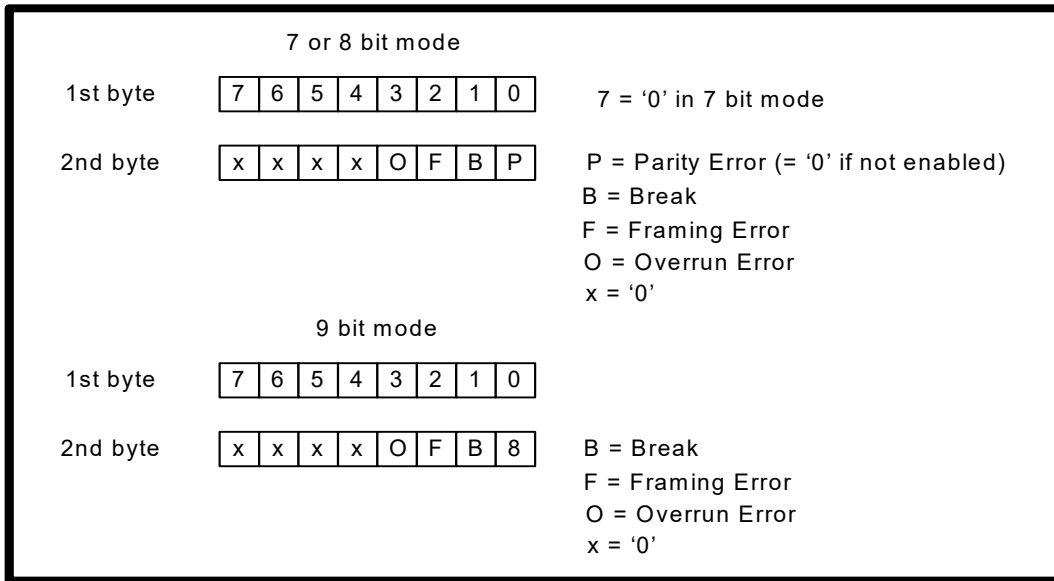 7 or 8 bit mode
1st byte 7 6 5 4 3 2 1 0 7 = ‘0’ in 7 bit mode
2nd byte x x x x O F B P P = Parity Error (= ‘0’ if not enabled)
B = Break
F = Framing Error
O = Overrun Error
x = ‘0’
9 bit mode
1st byte 7 6 5 4 3 2 1 0
2nd byte x x x x O F B 8 B = Break
F = Framing Error
O = Overrun Error
x = ‘0’